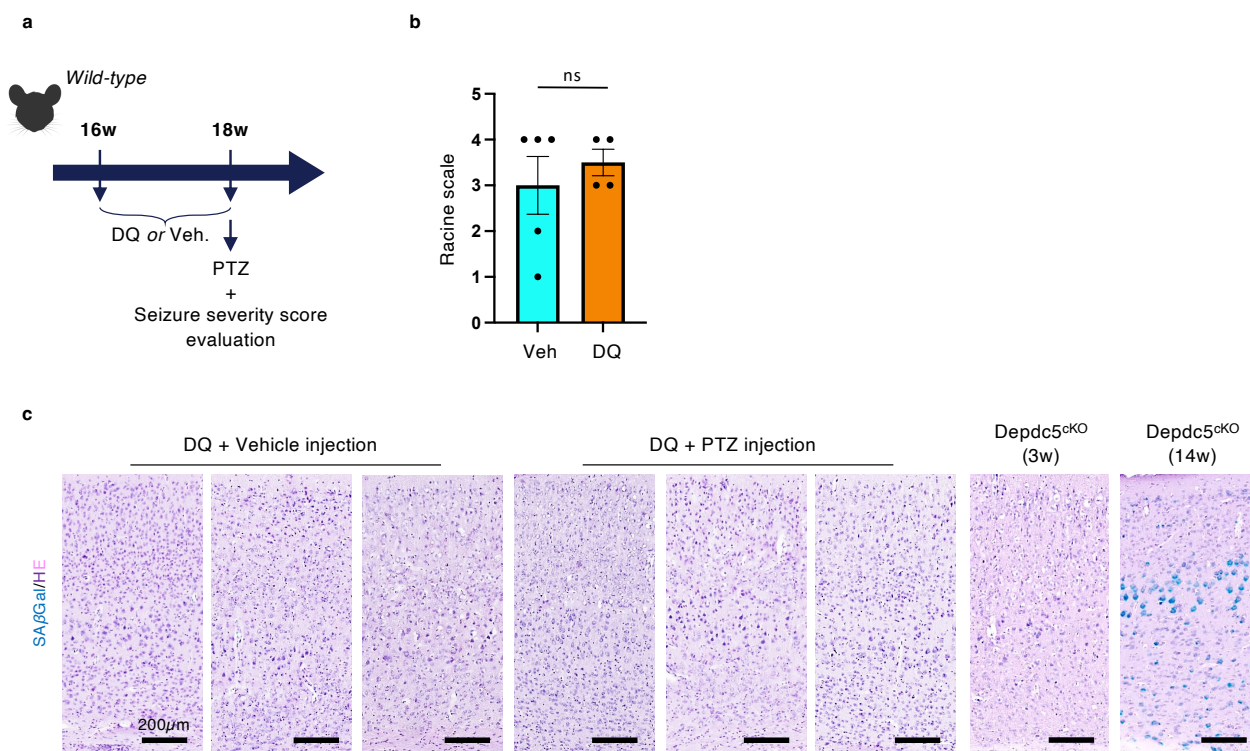 a
Wild-type
16w
18w
DQ or Veh.
PTZ
+
Seizure severity score
evaluation
b
ns
5
4
3
2
1
0
Racine scale
Veh
DQ
c
DQ + Vehicle injection
DQ + PTZ injection
Depdc5cKO
(3w)
Depdc5cKO
(14w)
SAβGal/HE
200µm